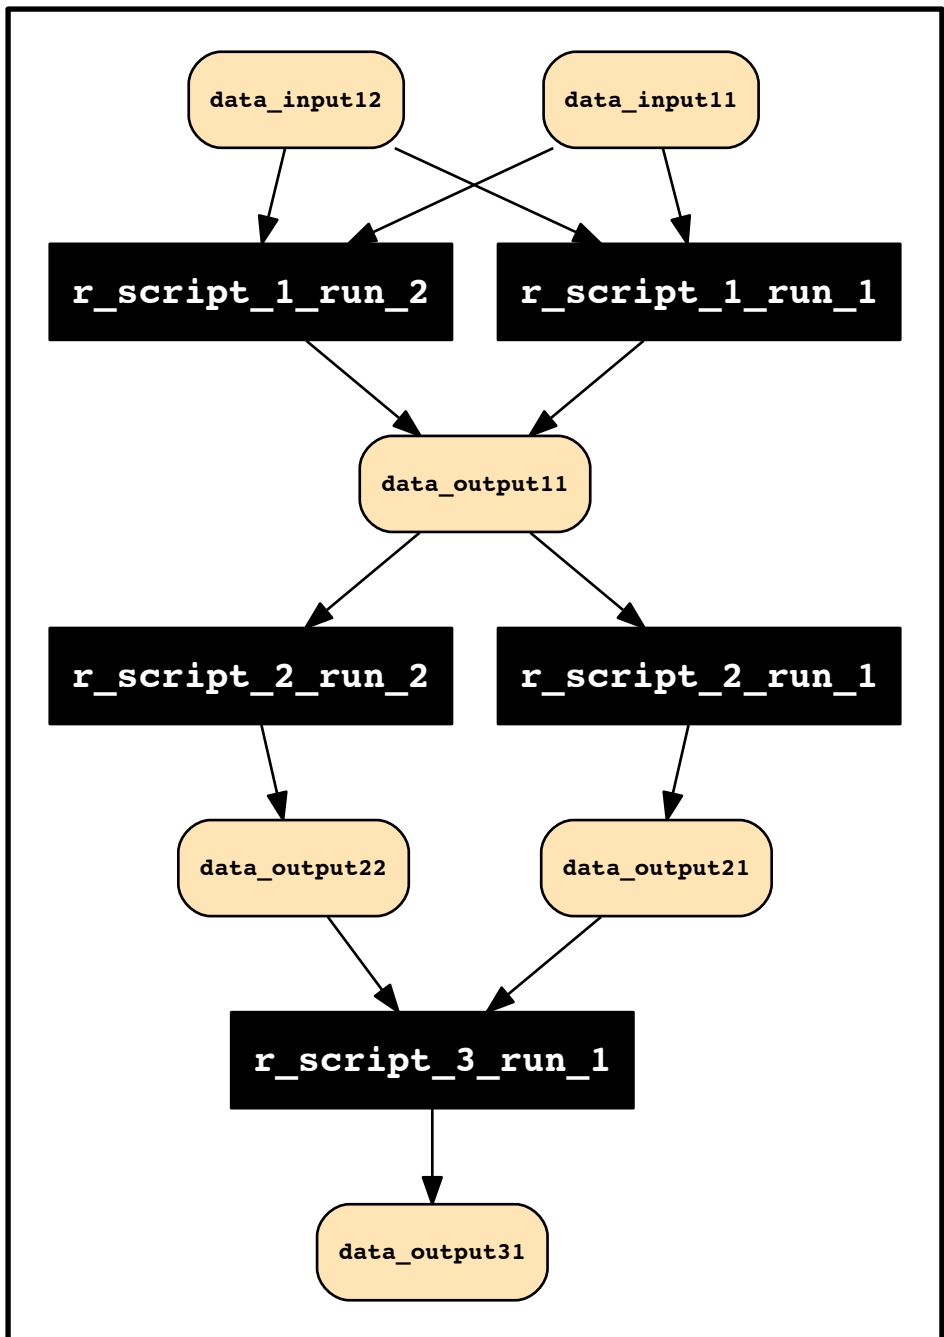 data_input12
data_input11
r_script_1_run_2
r_script_1_run_1
data_output11
r_script_2_run_2
r_script_2_run_1
data_output22
data_output21
r_script_3_run_1
data_output31